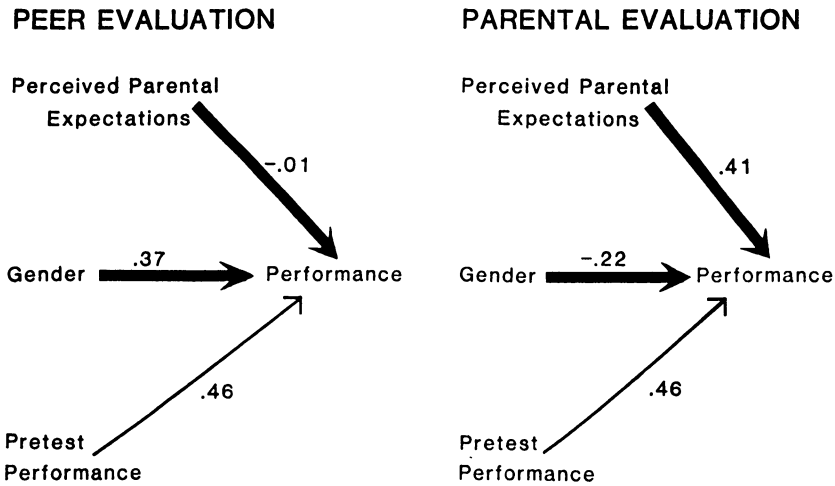 PEER EVALUATION
Perceived Parental
Expectations
-.01
.37
Gender
Performance
.46
Pretest
Performance
PARENTAL EVALUATION
Perceived Parental
Expectations
.41
-.22
Gender
Performance
.46
Pretest
Performance